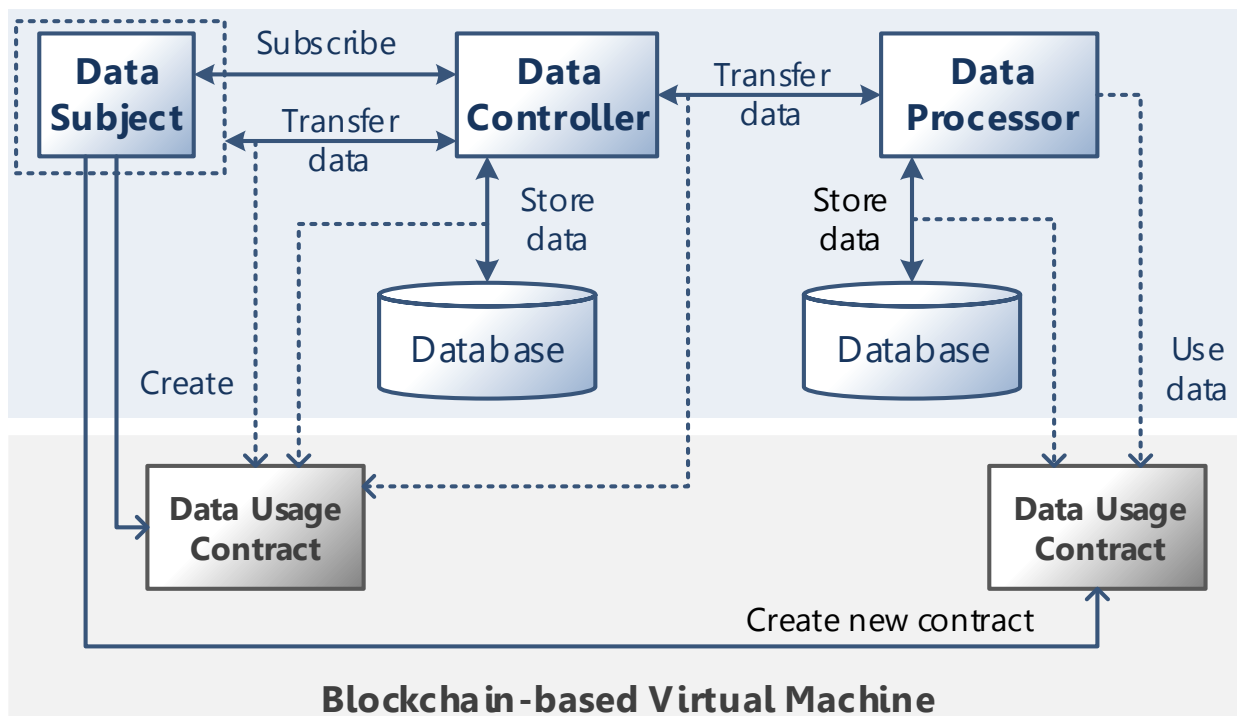 Data
Subject
Subscribe
Transfer
data
Data
Controller
Transfer
data
Data
Processor
Store
data
Store
data
Database
Database
Create
Use
data
Data Usage
Contract
Data Usage
Contract
Create new contract
Blockchain-based Virtual Machine